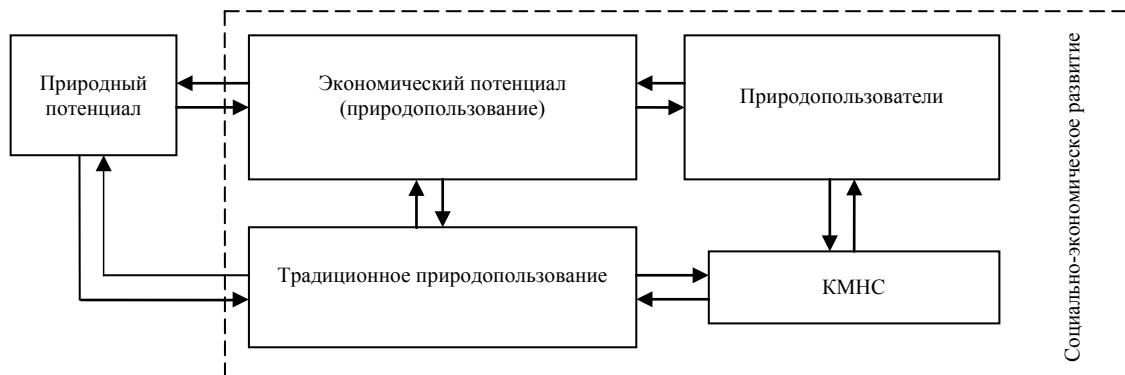 Природный
потенциал
Экономический потенциал
(природопользование)
Природопользователи
Традиционное природопользование
КМНС
Социально-экономическое развитие